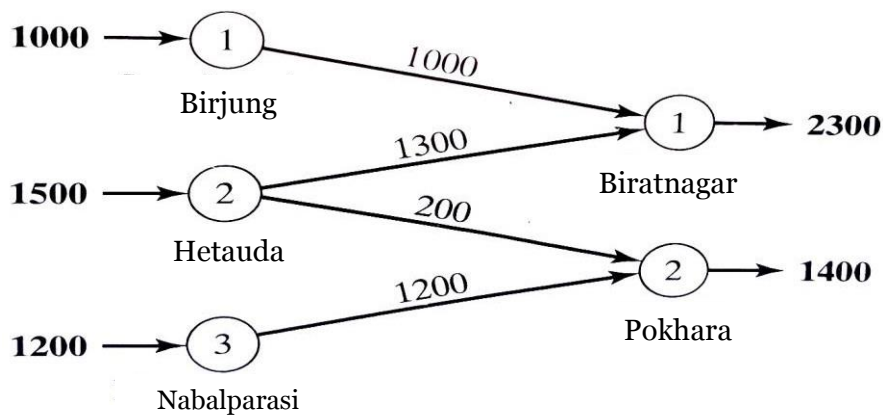 1000 1 1000
Birjung
1 2300
1300
Biratnagar
1500 2
200
Hetauda
2 1400
1200
Pokhara
1200 3
Nabalparasi